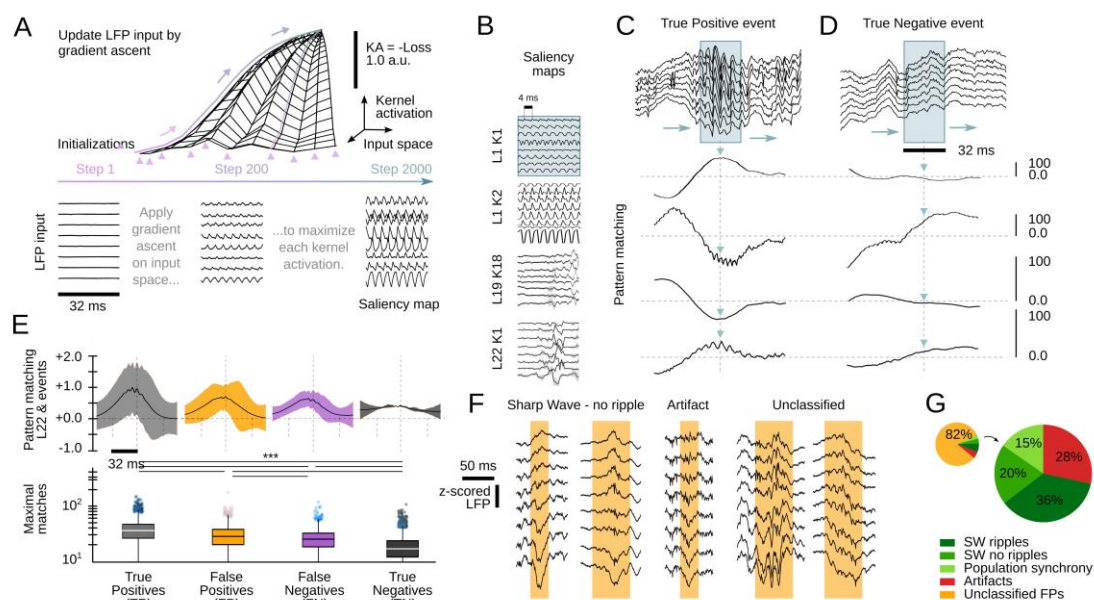 A
Update LFP input by
gradient ascent
KA = -Loss
1.0 a.u.
Kernel
activation
Input space
Initializations
Step 1
Step 200
Step 2000
LFP input
Apply
gradient
ascent
on input
space...
...to maximize
each kernel
activation.
32 ms
Saliency map
B
Saliency
maps
4 ms
L1 K1
L1 K2
L19 K18
L22 K1
C
True Positive event
D
True Negative event
32 ms
Pattern matching
100
0.0
100
0.0
100
0.0
100
0.0
E
Pattern matching
L22 & events
+2.0
+1.0
+0.0
-1.0
32 ms
***
Maximal
matches
10²
10¹
True
Positives
False
Positives
False
Negatives
True
Negatives
F
Sharp Wave - no ripple
Artifact
Unclassified
50 ms
z-scored
LFP
G
82%
15%
28%
20%
36%
SW ripples
SW no ripples
Population synchrony
Artifacts
Unclassified FPs